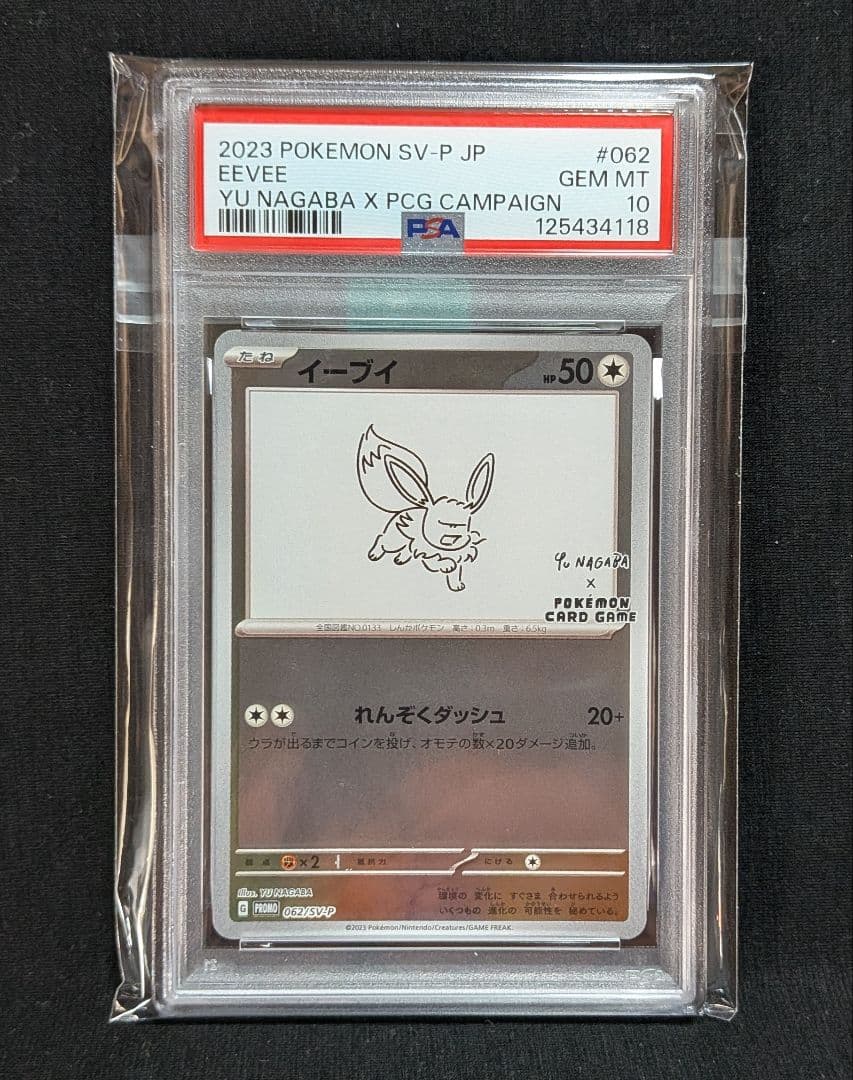 2023 POKEMON SV-P JP #062
EEVEE GEM MT
YU NAGABA X PCG CAMPAIGN 10
PSA 125434118
たね イーブイ HP 50
YU NAGABA
×
POKÉMON
CARD GAME
全国図鑑NO.0133 しんかポケモン 高さ:0.3m 重さ:6.5kg
れんぞくダッシュ 20+
ウラが出るまでコインを投げ、オモテの数×20ダメージ追加。
弱点 ×2 抵抗力 にげる
Illus. YU NAGABA
環境の 変化に すぐさま 合わせられるよう
いくつもの 進化の 可能性を 秘めている。
G PROMO 062/SV-P
©2023 Pokémon/Nintendo/Creatures/GAME FREAK.